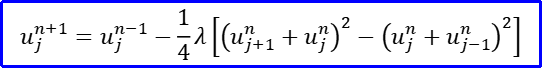 $u_j^{n+1} = u_j^{n-1} - \frac{1}{4}\lambda\left[\left(u_{j+1}^n + u_j^n\right)^2 - \left(u_j^n + u_{j-1}^n\right)^2\right]$